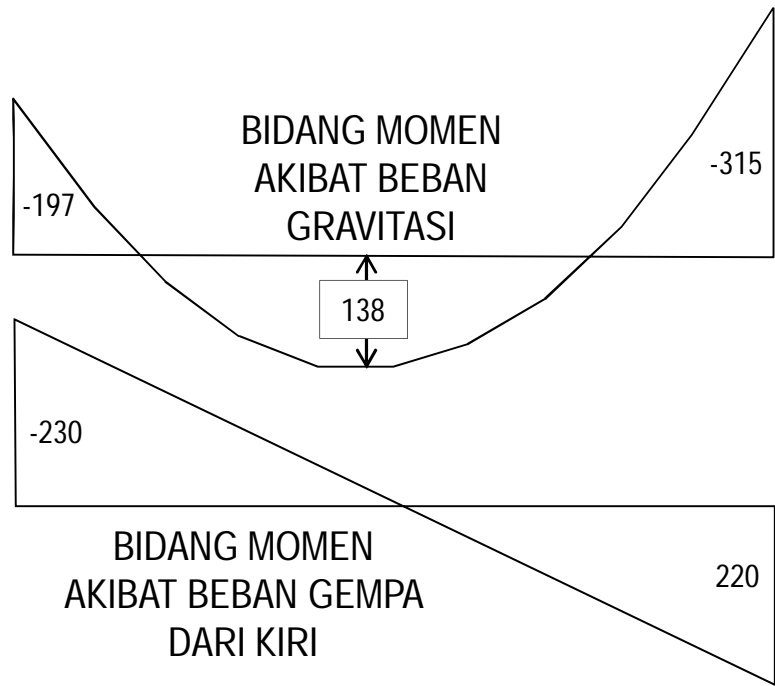 BIDANG MOMEN
AKIBAT BEBAN
GRAVITASI
-197
-315
138
-230
BIDANG MOMEN
AKIBAT BEBAN GEMPA
DARI KIRI
220